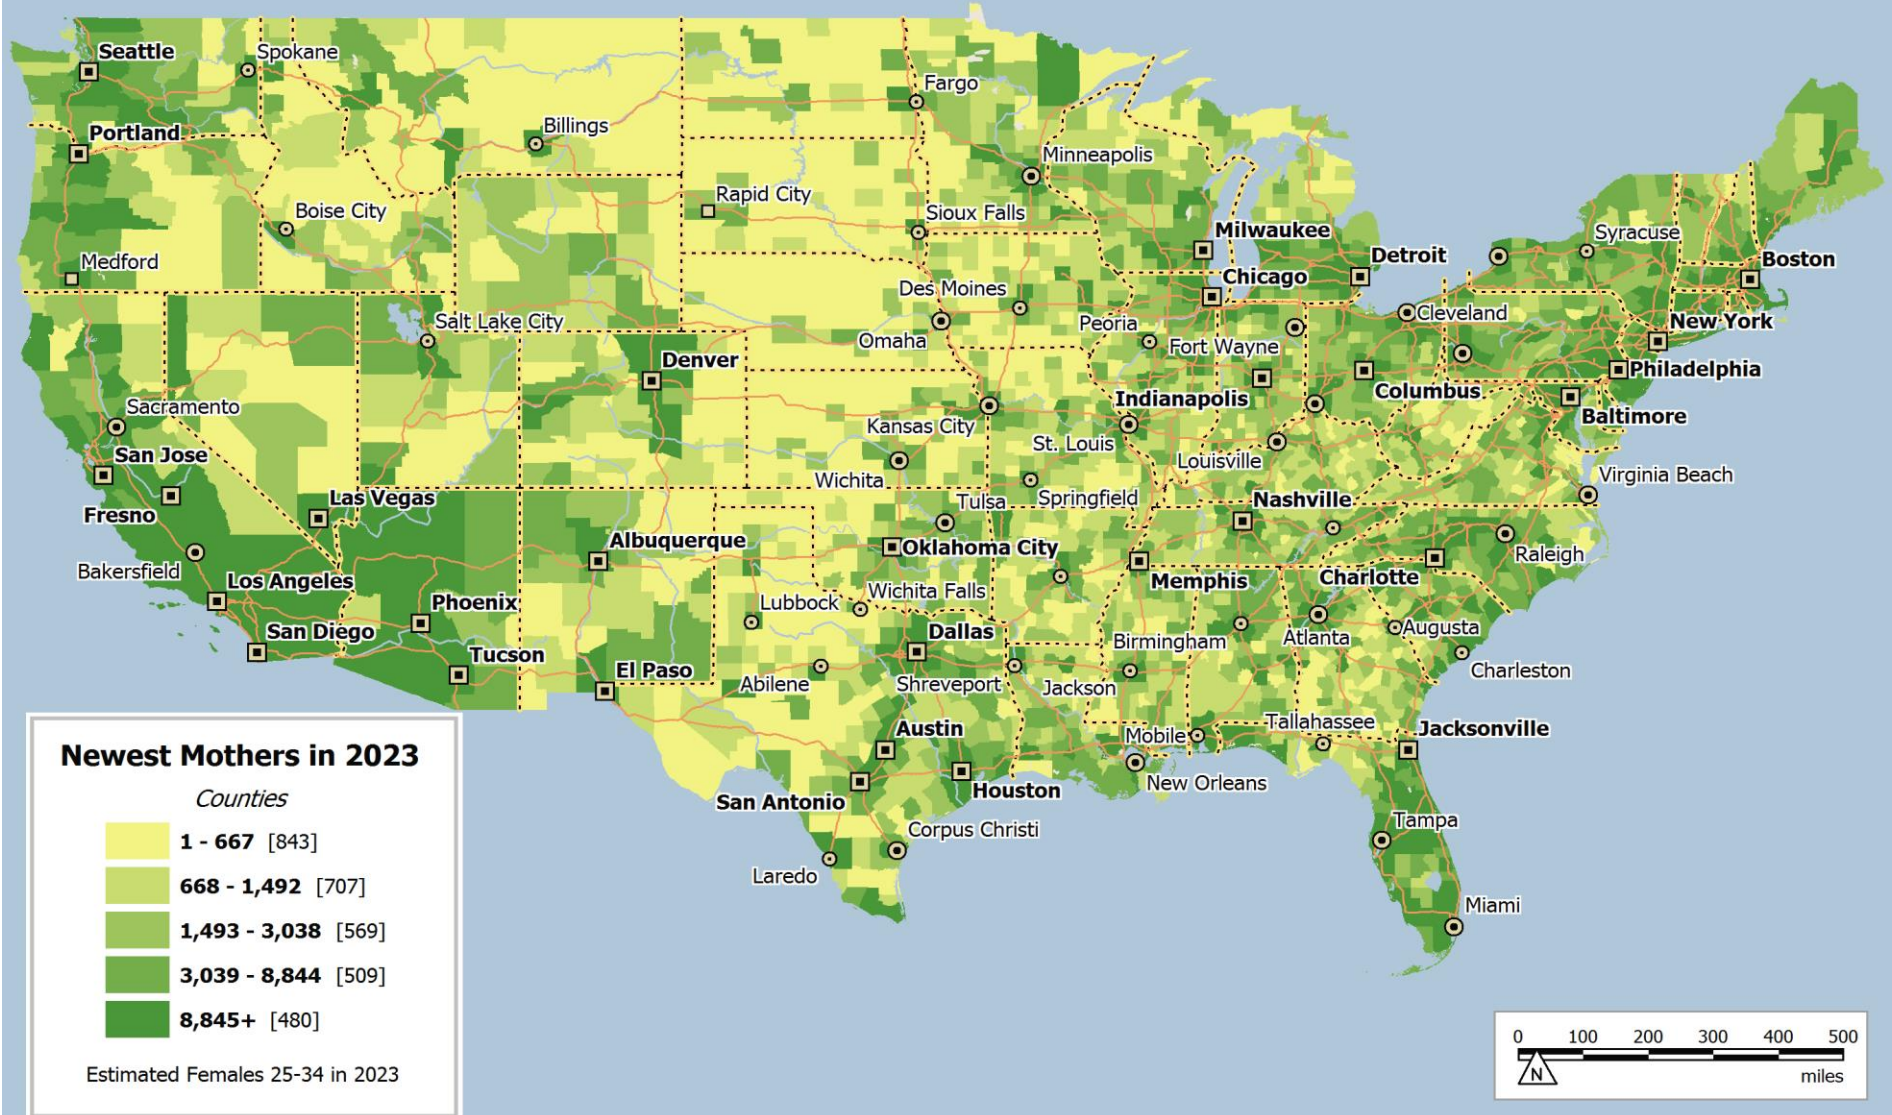 Seattle
Spokane
Fargo
Portland
Billings
Minneapolis
Rapid City
Boise City
Sioux Falls
Milwaukee
Syracuse
Medford
Detroit
Boston
Chicago
Des Moines
Salt Lake City
Peoria
Cleveland
New York
Omaha
Fort Wayne
Denver
Philadelphia
Sacramento
Indianapolis
Columbus
Baltimore
Kansas City
St. Louis
San Jose
Louisville
Wichita
Virginia Beach
Las Vegas
Tulsa
Springfield
Nashville
Fresno
Albuquerque
Oklahoma City
Raleigh
Bakersfield
Los Angeles
Memphis
Charlotte
Phoenix
Lubbock
Wichita Falls
San Diego
Dallas
Birmingham
Atlanta
Augusta
Tucson
El Paso
Abilene
Shreveport
Jackson
Charleston
Austin
Mobile
Tallahassee
Jacksonville
San Antonio
Houston
New Orleans
Corpus Christi
Tampa
Laredo
Miami
Newest Mothers in 2023
Counties
1 - 667 [843]
668 - 1,492 [707]
1,493 - 3,038 [569]
3,039 - 8,844 [509]
8,845+ [480]
Estimated Females 25-34 in 2023
0 100 200 300 400 500
N
miles